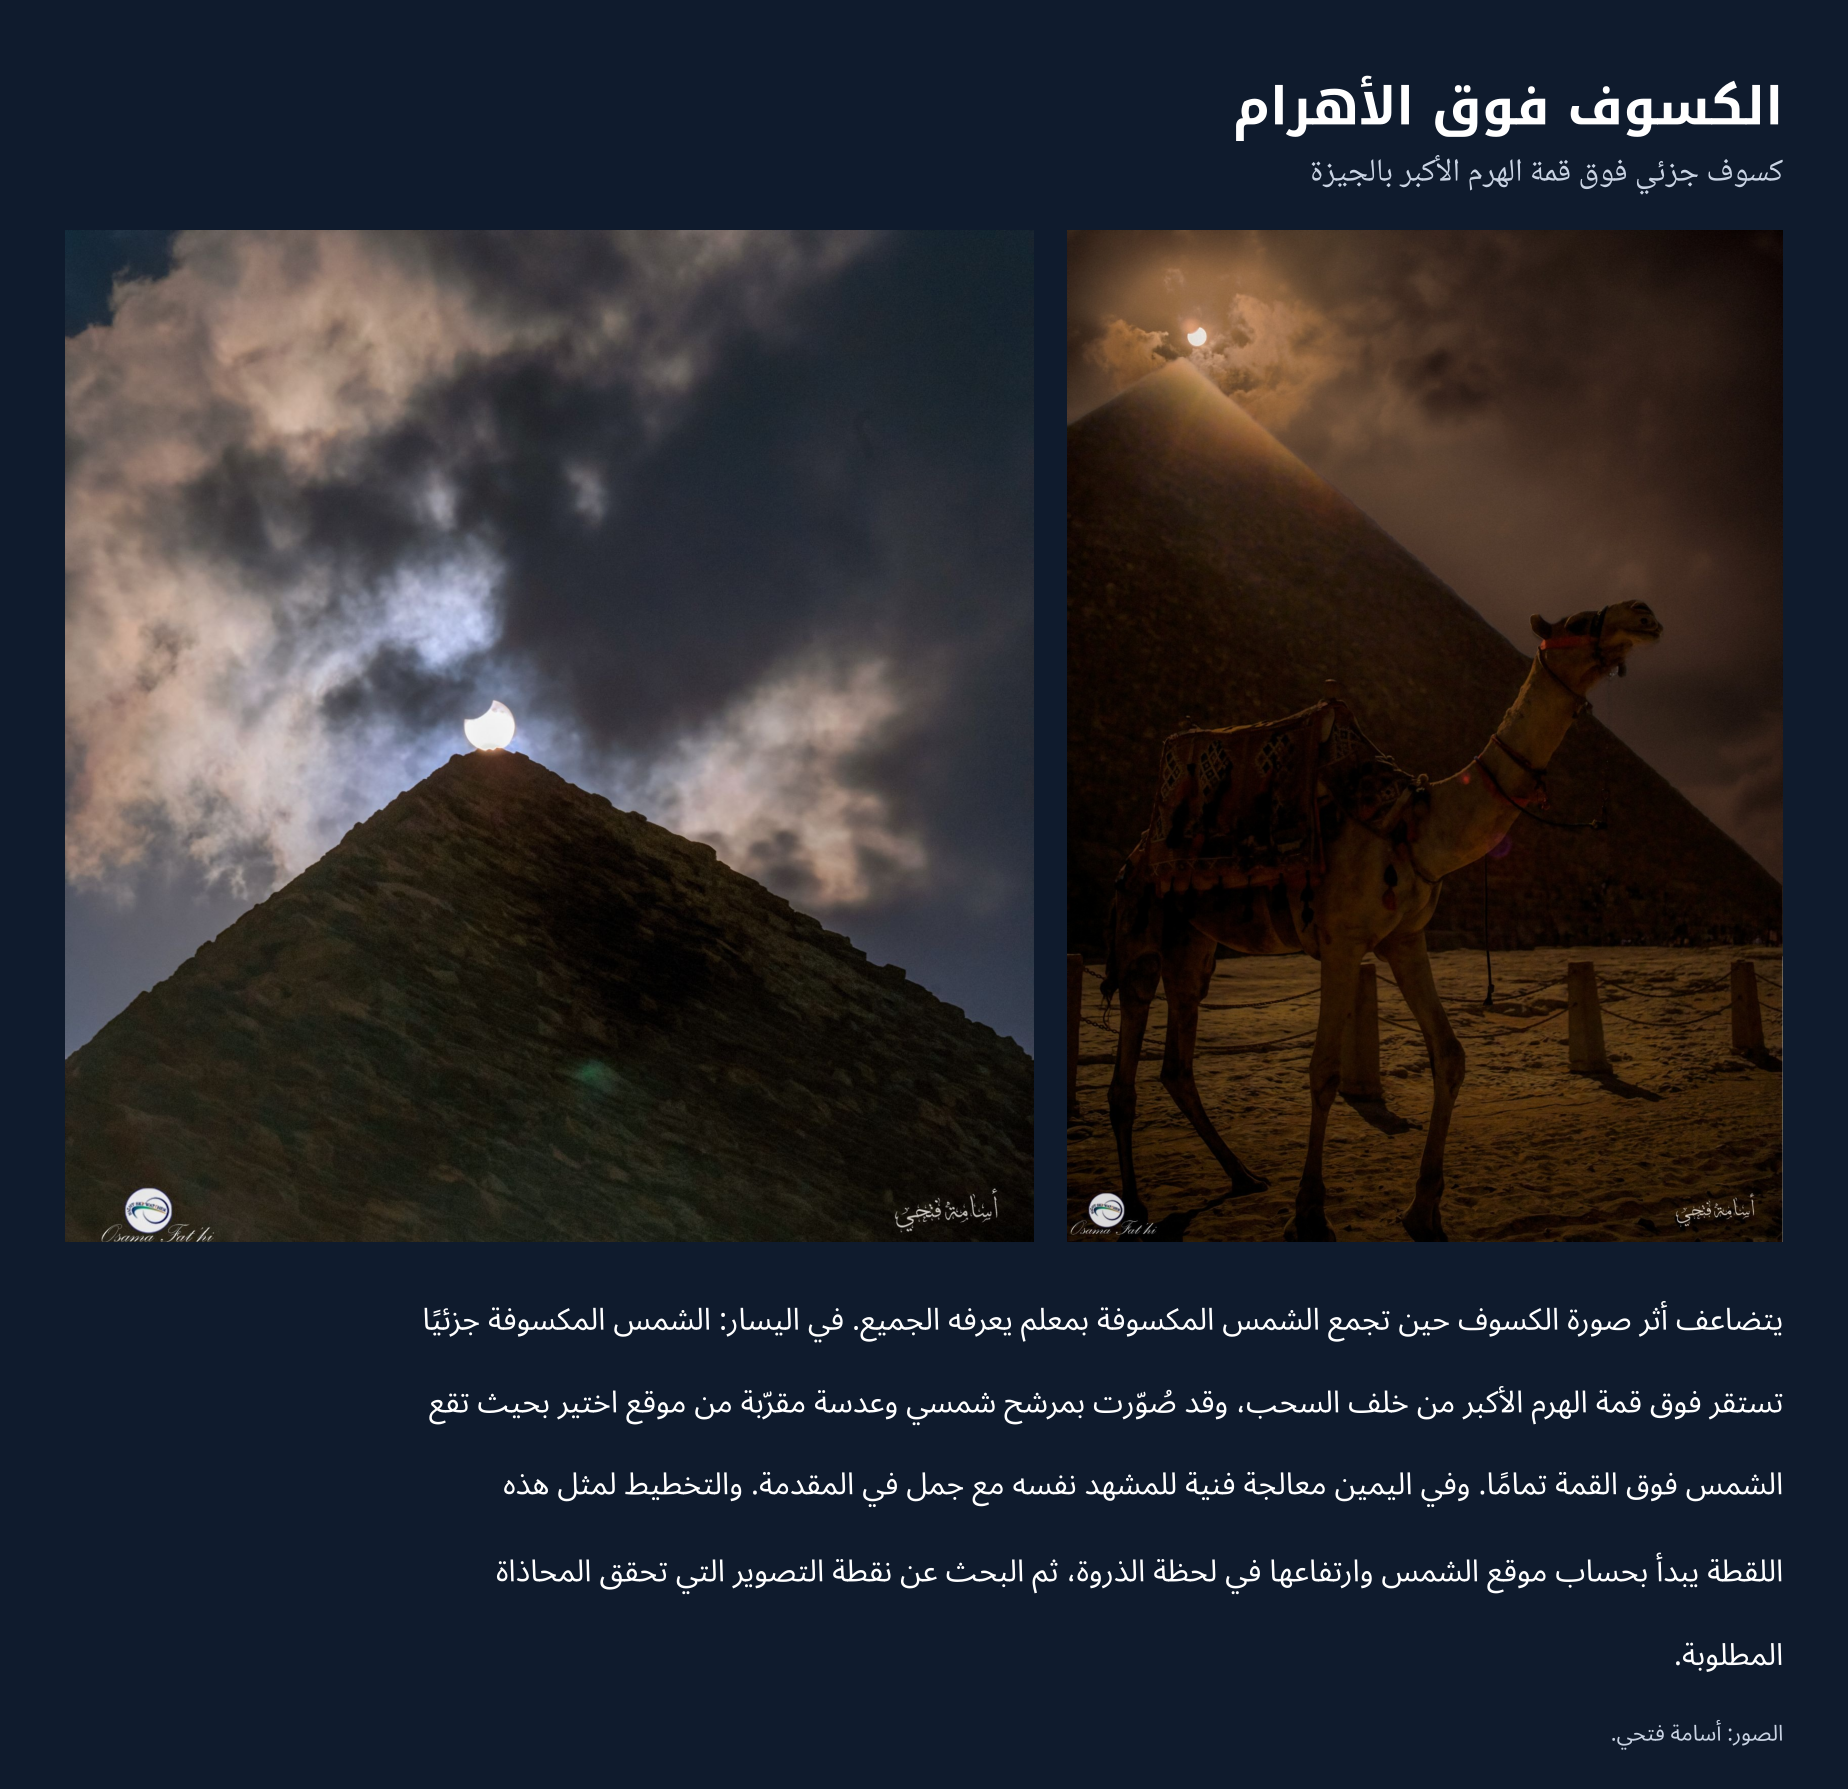 الكسوف فوق الأهرام
كسوف جزئي فوق قمة الهرم الأكبر بالجيزة
أسامة فتحي
Osama Fat'hi
أسامة فتحي
Osama Fat'hi
يتضاعف أثر صورة الكسوف حين تجمع الشمس المكسوفة بمعلم يعرفه الجميع. في اليسار: الشمس المكسوفة جزئيًا
تستقر فوق قمة الهرم الأكبر من خلف السحب، وقد صُوّرت بمرشح شمسي وعدسة مقرّبة من موقع اختير بحيث تقع
الشمس فوق القمة تمامًا. وفي اليمين معالجة فنية للمشهد نفسه مع جمل في المقدمة. والتخطيط لمثل هذه
اللقطة يبدأ بحساب موقع الشمس وارتفاعها في لحظة الذروة، ثم البحث عن نقطة التصوير التي تحقق المحاذاة
المطلوبة.
الصور: أسامة فتحي.